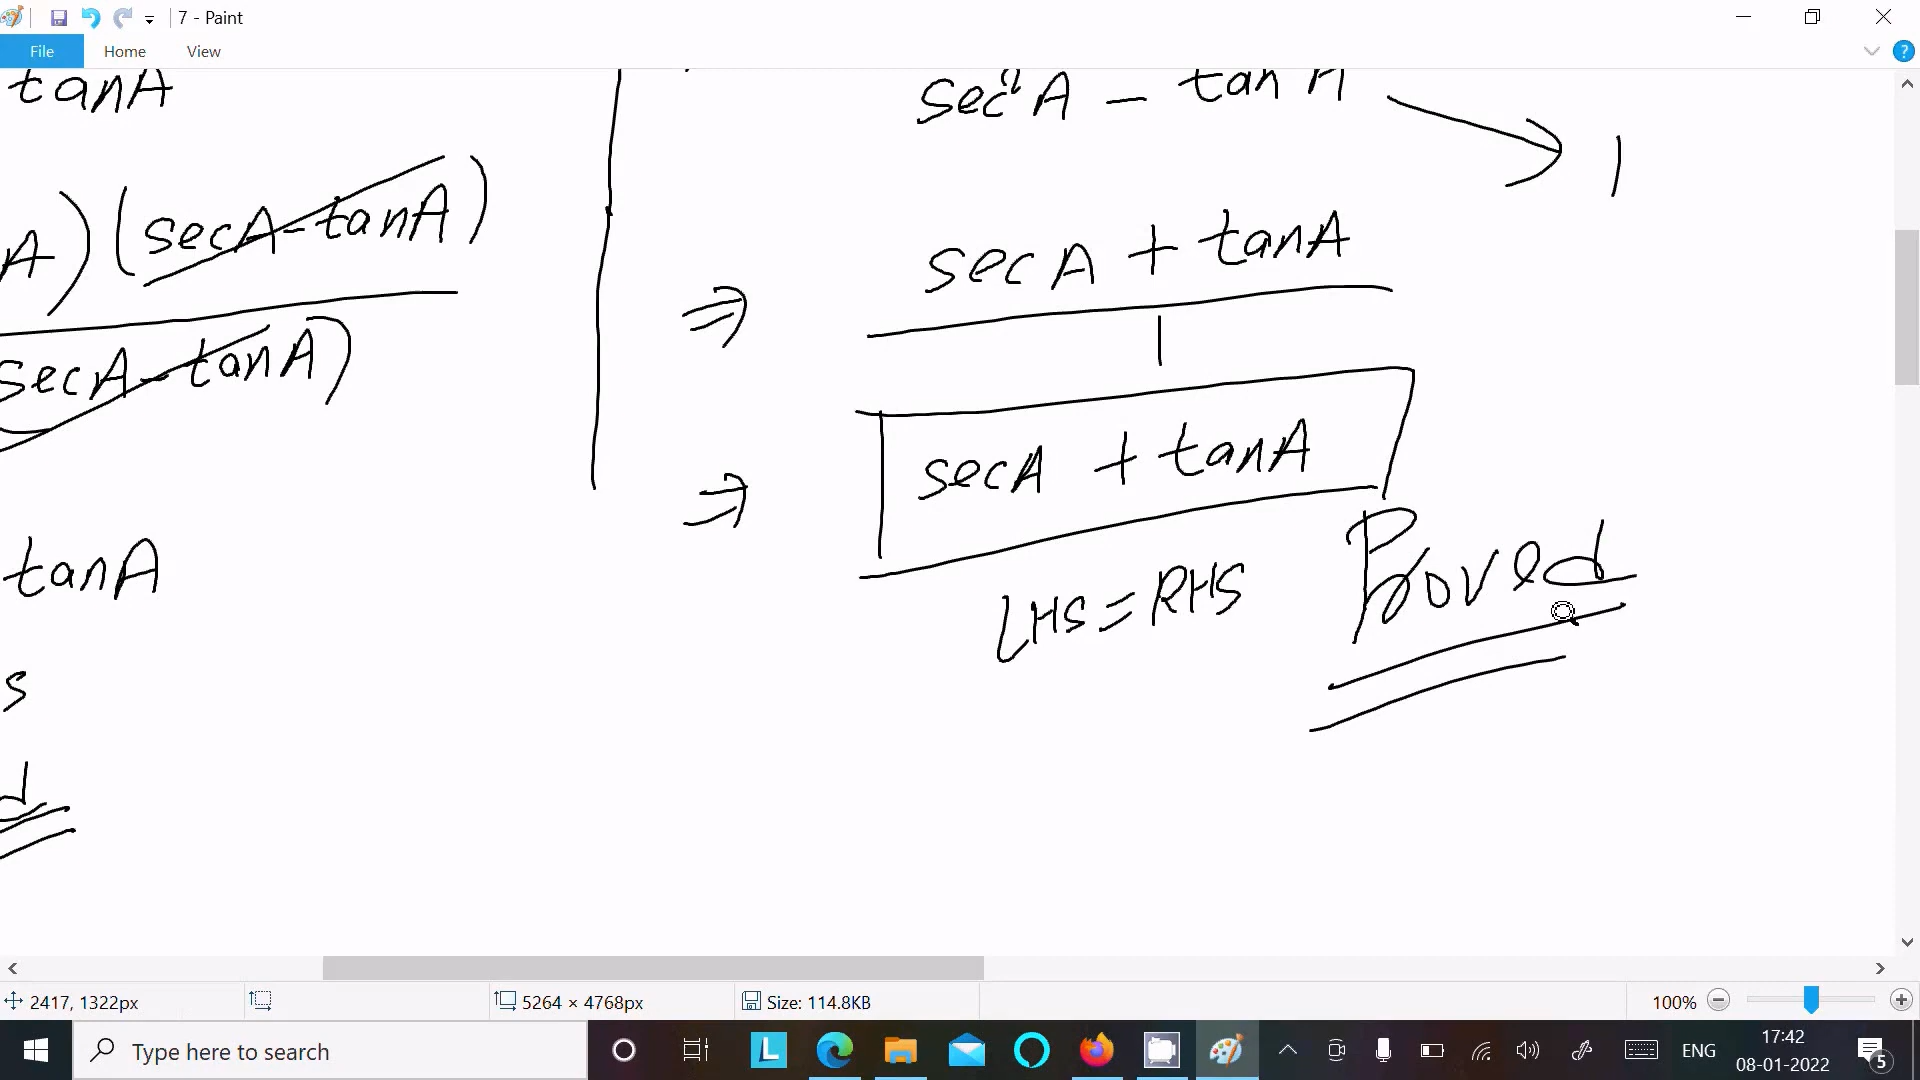 7 - Paint
File Home View
tanA
A) (secA - tanA)
secA - tanA)
tanA
s
d
sec²A - tan A
1
⇒ secA + tanA
1
⇒ secA + tanA
LHS = RHS
Proved
2417, 1322px
5264 × 4768px
Size: 114.8KB
100%
Type here to search
L
ENG
17:42
08-01-2022
5